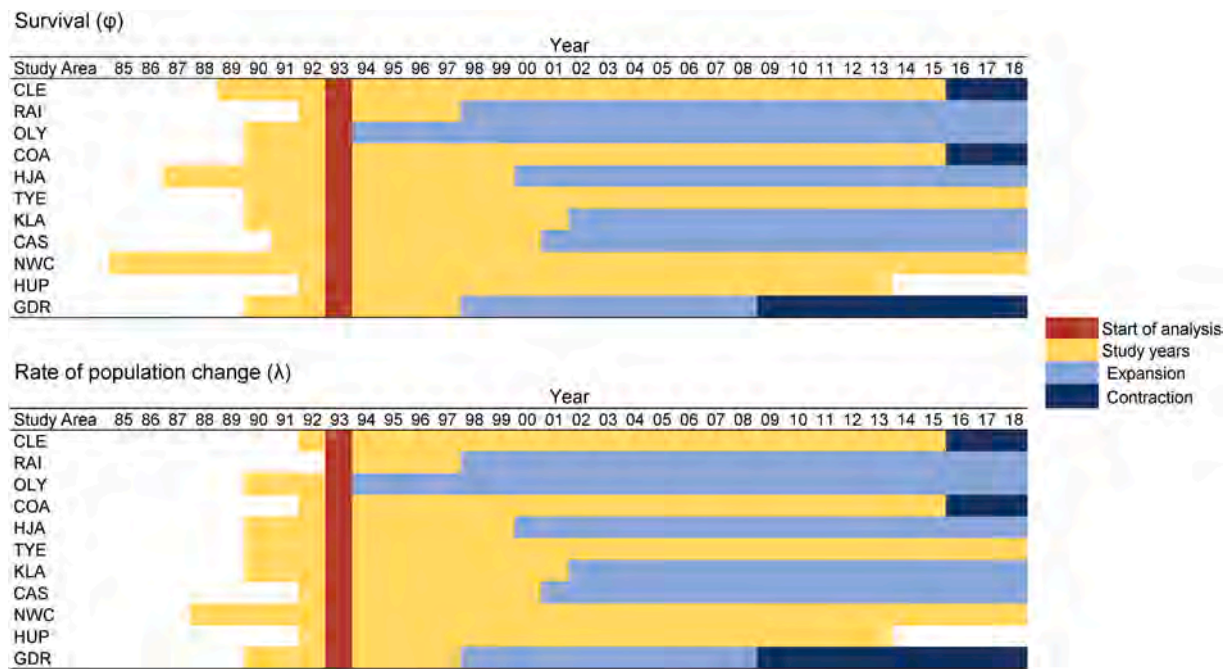 Survival (φ)
Year
Study Area 85 86 87 88 89 90 91 92 93 94 95 96 97 98 99 00 01 02 03 04 05 06 07 08 09 10 11 12 13 14 15 16 17 18
CLE
RAI
OLY
COA
HJA
TYE
KLA
CAS
NWC
HUP
GDR
Start of analysis
Study years
Expansion
Contraction
Rate of population change (λ)
Year
Study Area 85 86 87 88 89 90 91 92 93 94 95 96 97 98 99 00 01 02 03 04 05 06 07 08 09 10 11 12 13 14 15 16 17 18
CLE
RAI
OLY
COA
HJA
TYE
KLA
CAS
NWC
HUP
GDR